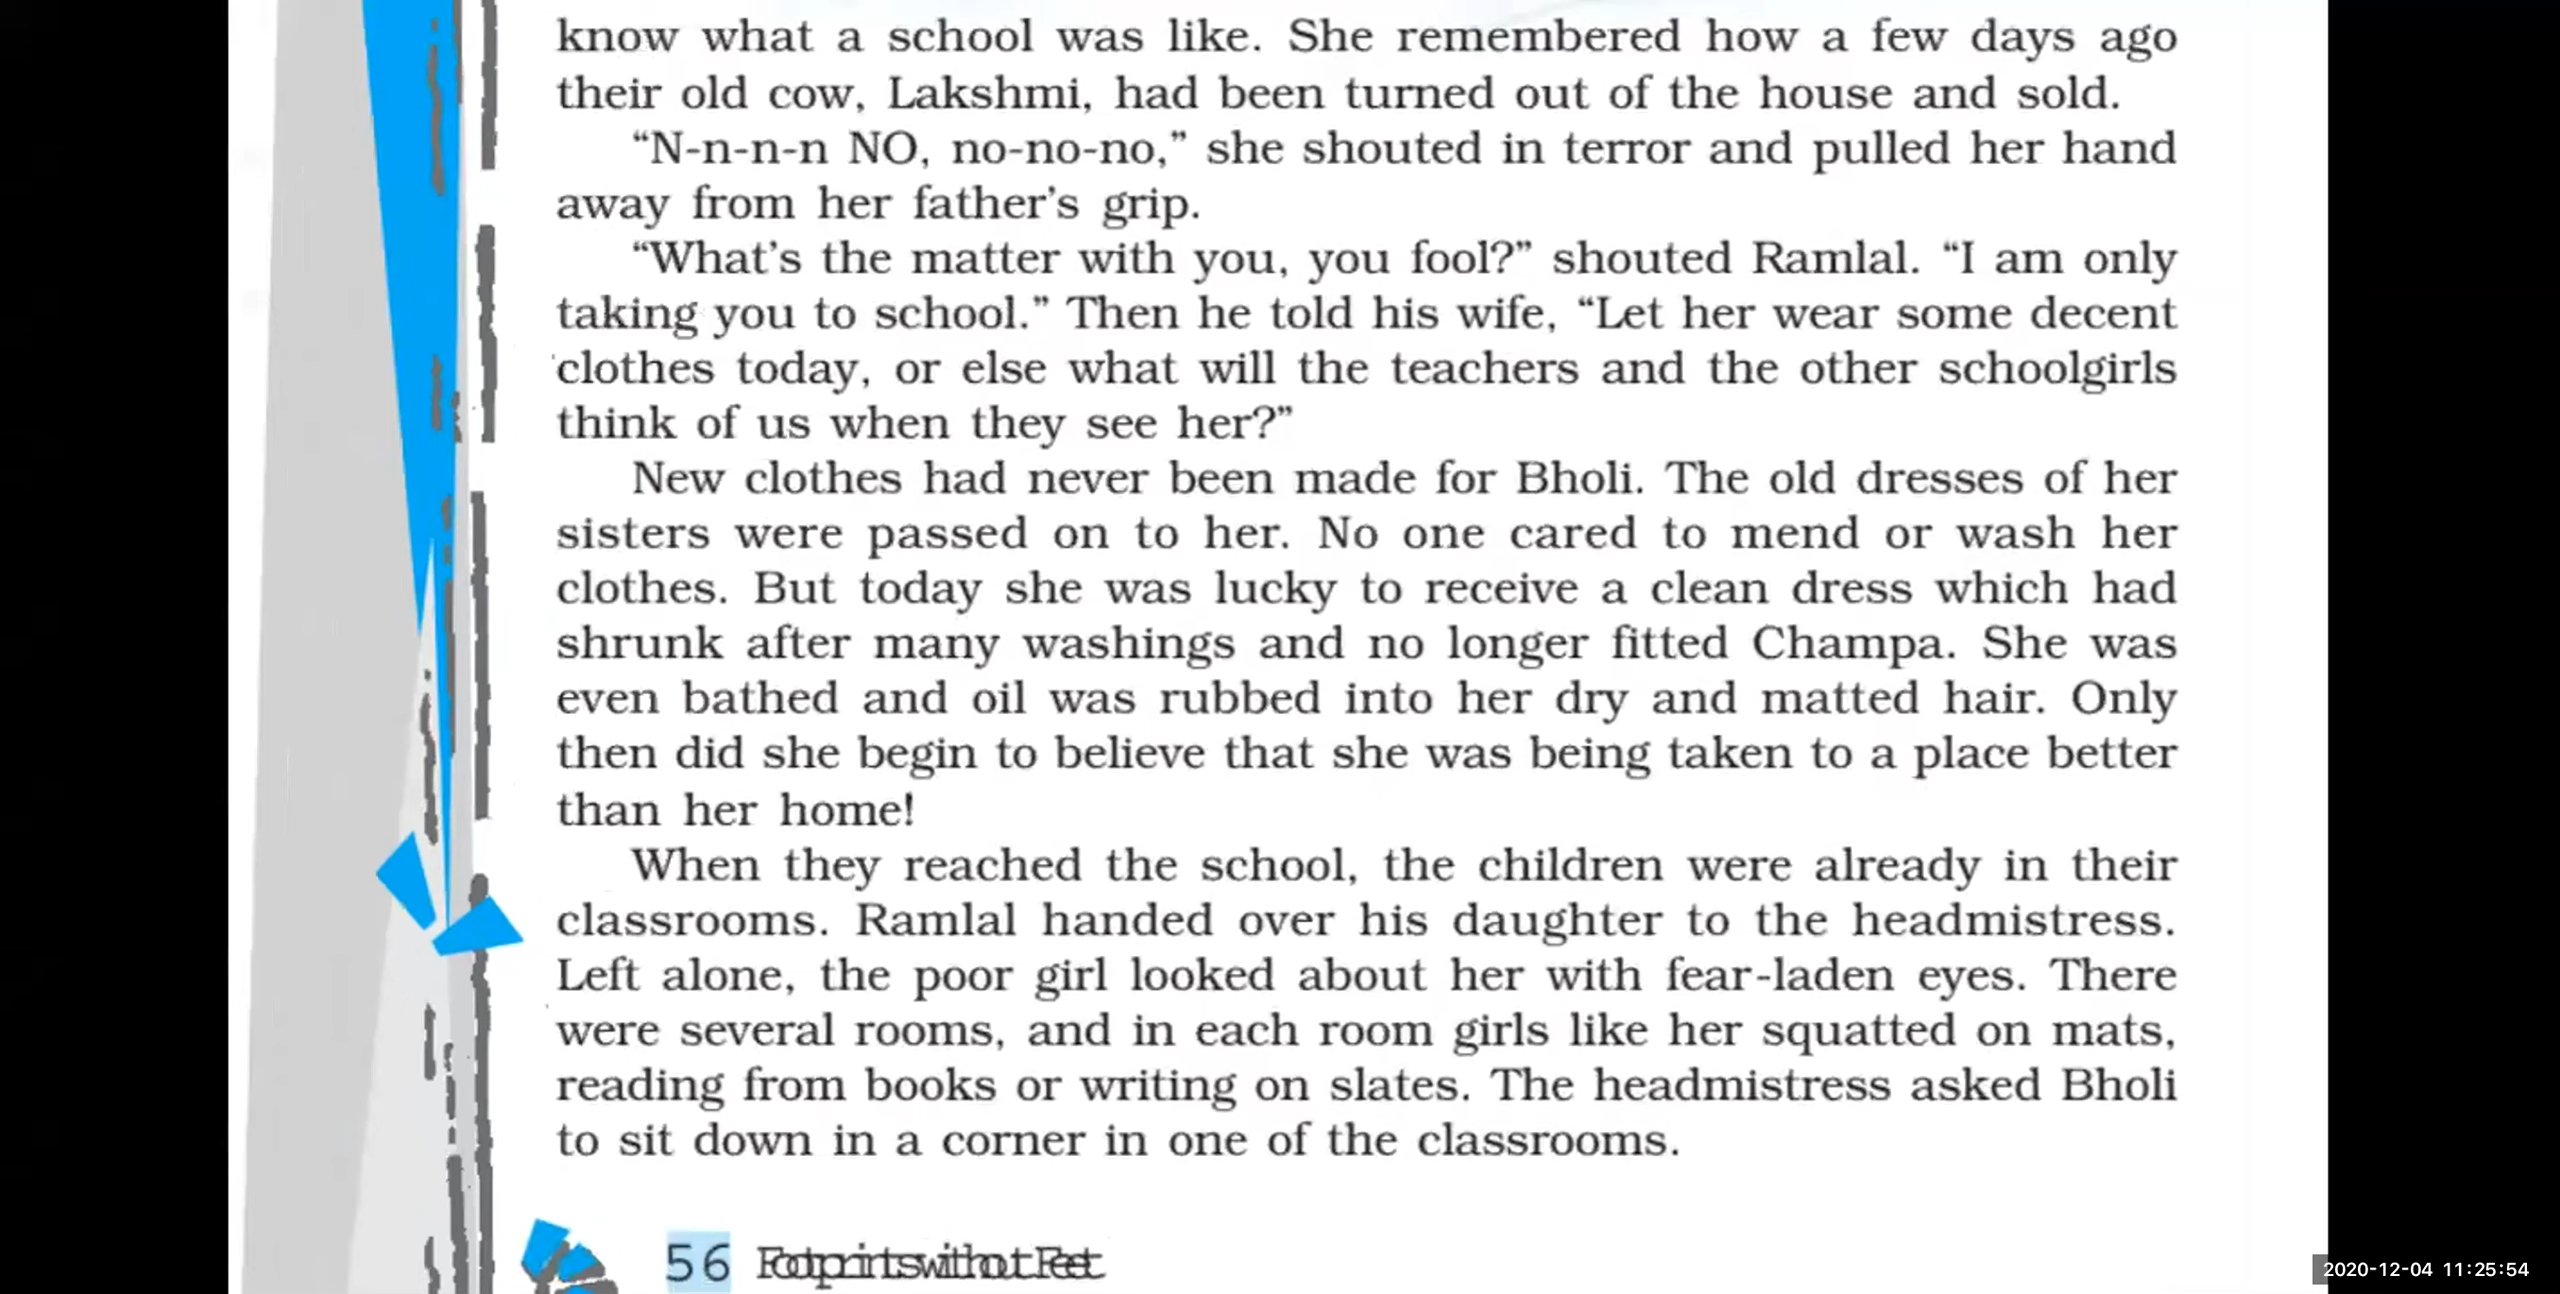 know what a school was like. She remembered how a few days ago
their old cow, Lakshmi, had been turned out of the house and sold.
“N-n-n-n NO, no-no-no,” she shouted in terror and pulled her hand
away from her father’s grip.
“What’s the matter with you, you fool?” shouted Ramlal. “I am only
taking you to school.” Then he told his wife, “Let her wear some decent
clothes today, or else what will the teachers and the other schoolgirls
think of us when they see her?”
New clothes had never been made for Bholi. The old dresses of her
sisters were passed on to her. No one cared to mend or wash her
clothes. But today she was lucky to receive a clean dress which had
shrunk after many washings and no longer fitted Champa. She was
even bathed and oil was rubbed into her dry and matted hair. Only
then did she begin to believe that she was being taken to a place better
than her home!
When they reached the school, the children were already in their
classrooms. Ramlal handed over his daughter to the headmistress.
Left alone, the poor girl looked about her with fear-laden eyes. There
were several rooms, and in each room girls like her squatted on mats,
reading from books or writing on slates. The headmistress asked Bholi
to sit down in a corner in one of the classrooms.
56 Footprints without Feet
2020-12-04 11:25:54